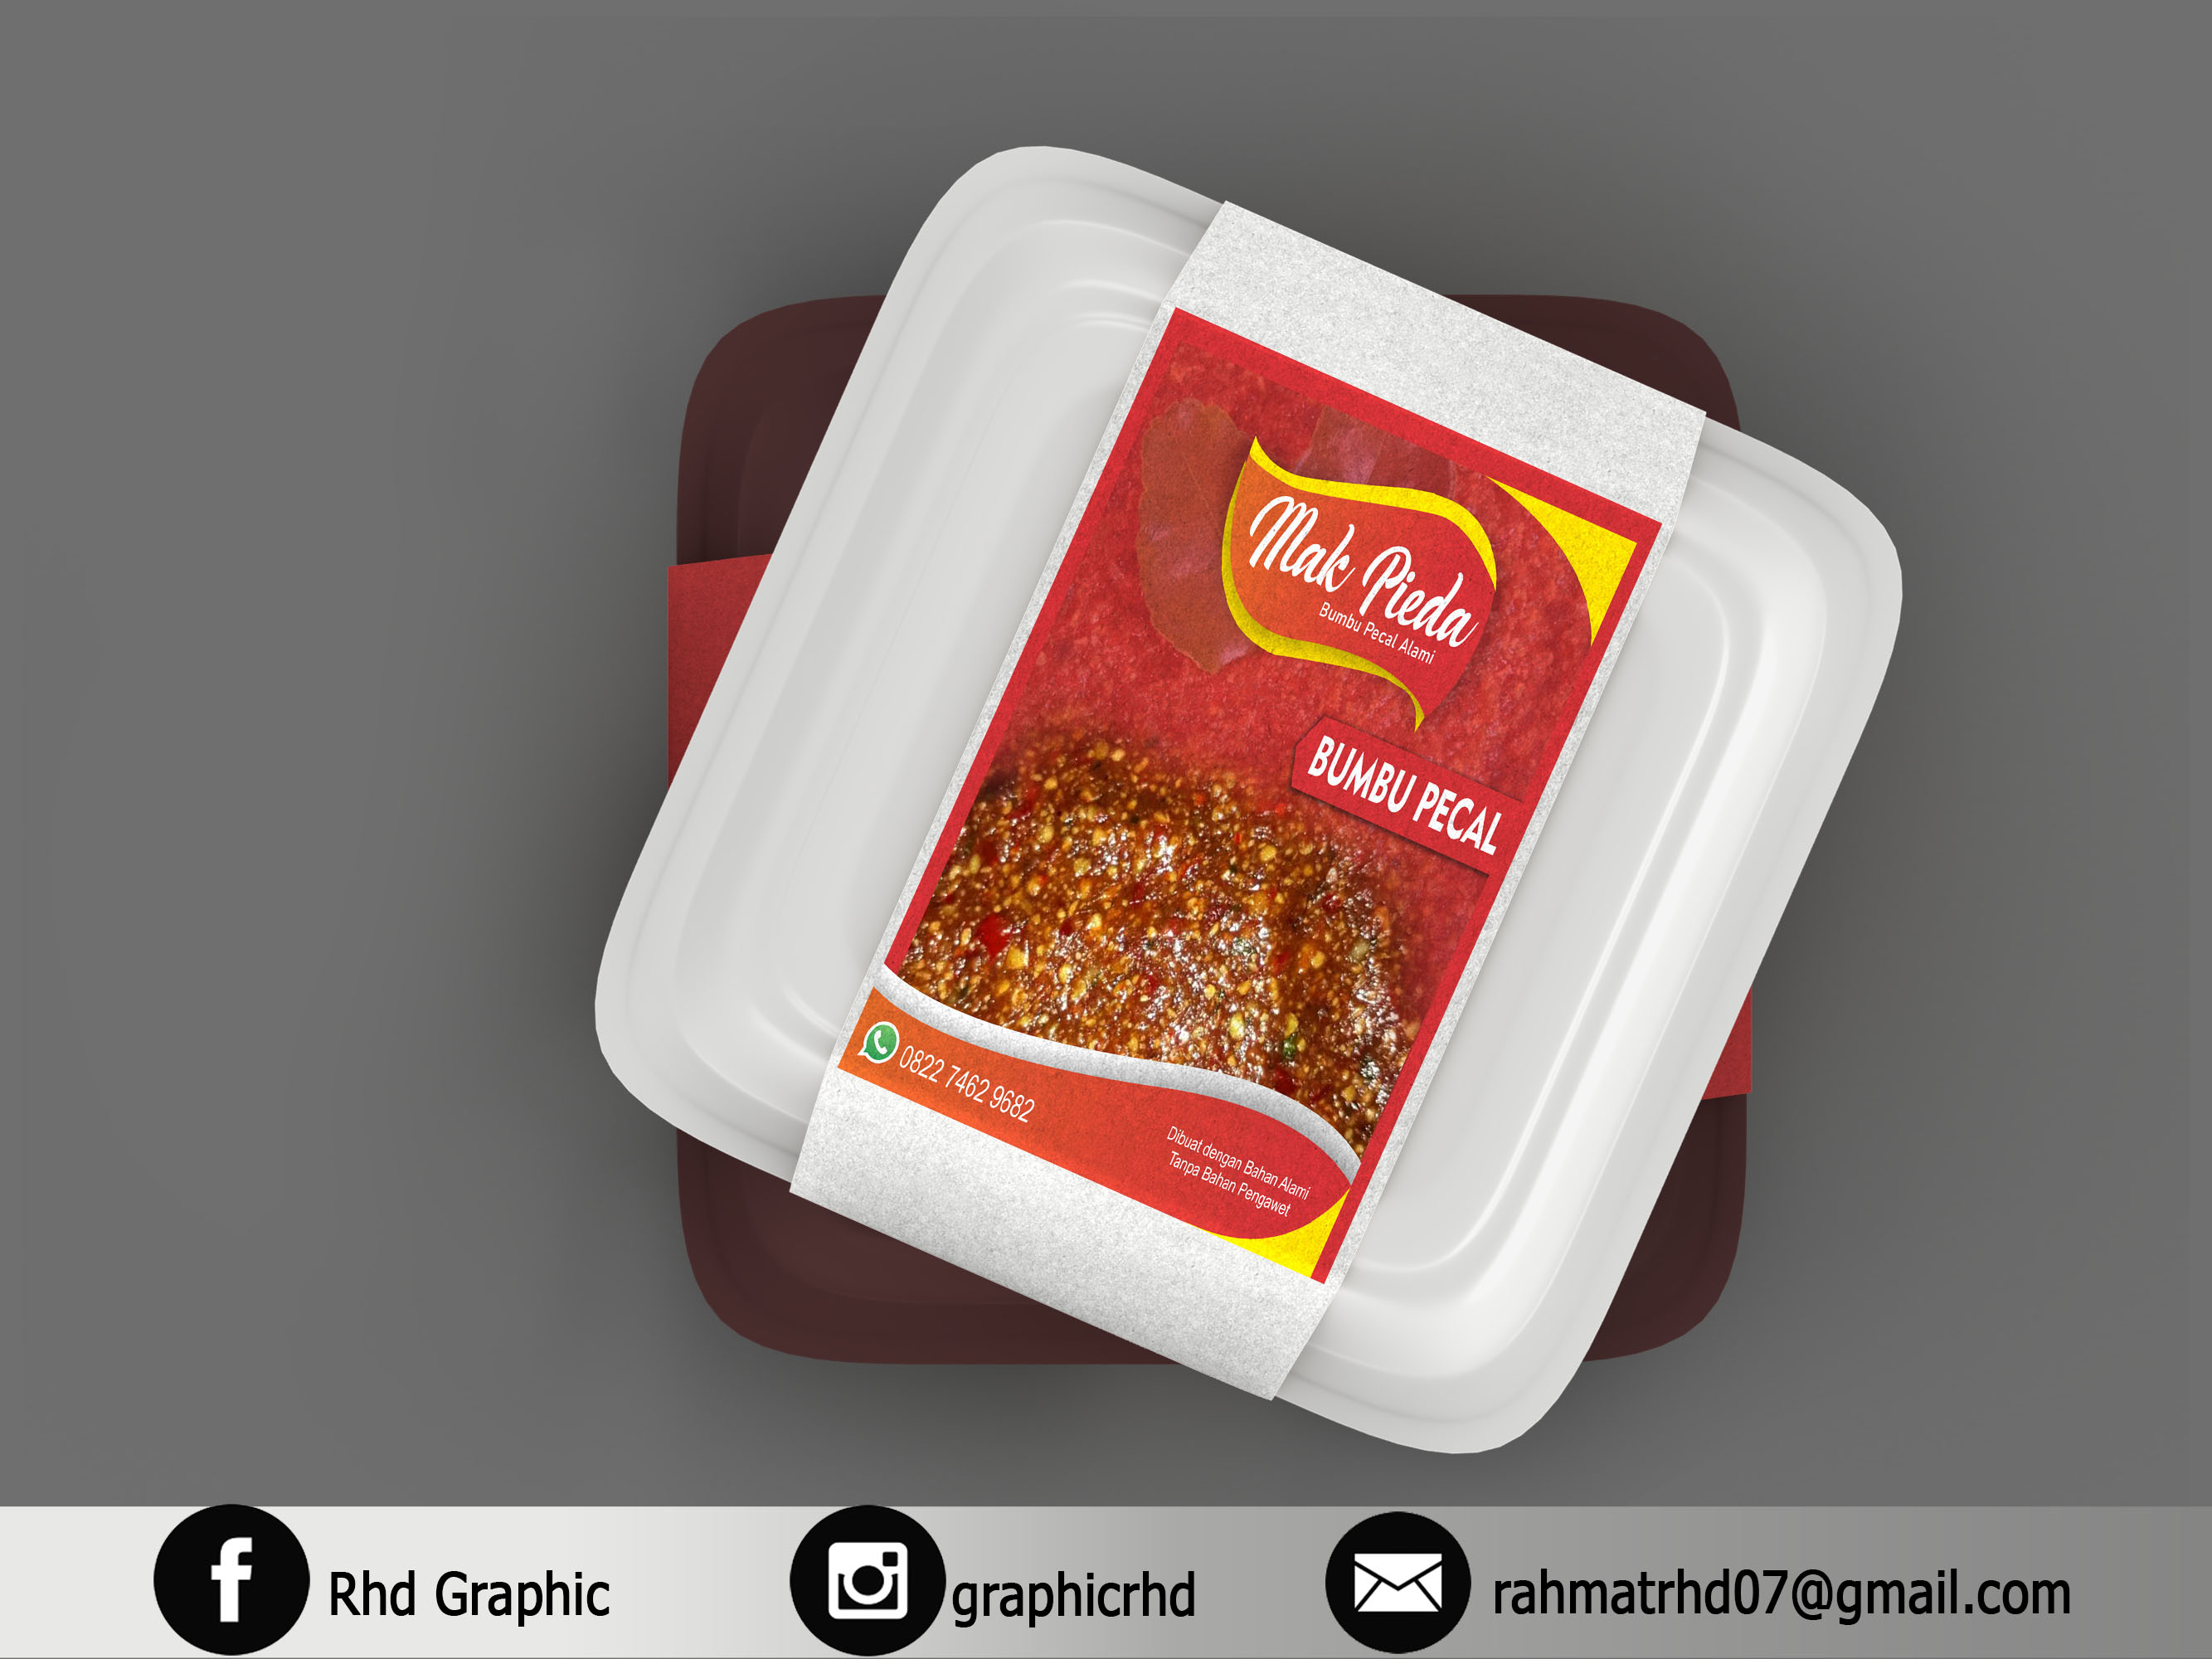 Mak Pieda
Bumbu Pecal Alami
BUMBU PECAL
0822 7462 9682
Dibuat dengan Bahan Alami
Tanpa Bahan Pengawet
Rhd Graphic
graphicrhd
rahmatrhd07@gmail.com